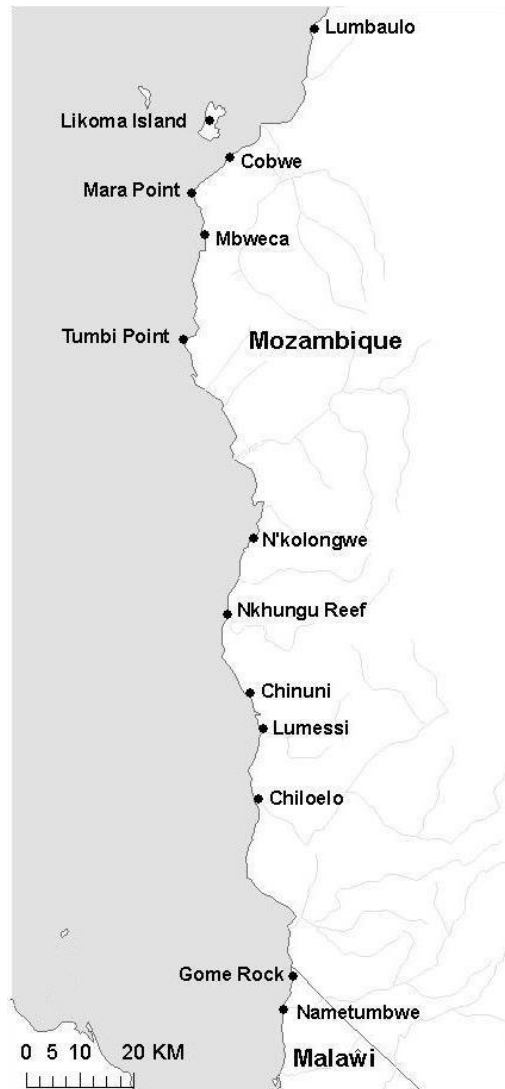 Lumbaulo
Likoma Island
Cobwe
Mara Point
Mbweca
Tumbi Point
Mozambique
N'kolongwe
Nkhungu Reef
Chinuni
Lumessi
Chiloelo
Gome Rock
Nametumbwe
0 5 10 20 KM
Malawi